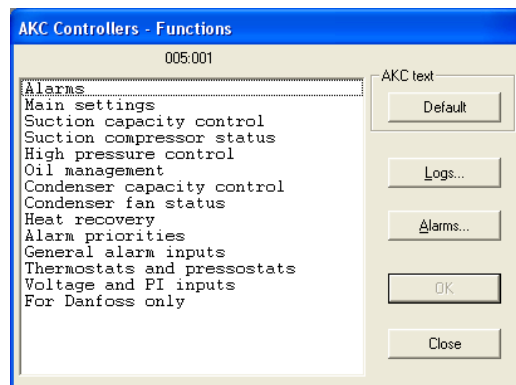 AKC Controllers - Functions
005:001
Alarms
Main settings
Suction capacity control
Suction compressor status
High pressure control
Oil management
Condenser capacity control
Condenser fan status
Heat recovery
Alarm priorities
General alarm inputs
Thermostats and pressostats
Voltage and PI inputs
For Danfoss only
AKC text
Default
Logs...
Alarms...
OK
Close